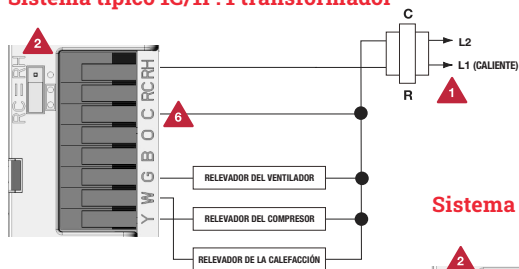 Sistema típico 1C/1F: 1 transformador
C
2
L2
RC=RH
RH
L1 (CALIENTE)
RC
R
1
C
6
O
B
G
RELEVADOR DEL VENTILADOR
W
Sistema
Y
RELEVADOR DEL COMPRESOR
2
RELEVADOR DE LA CALEFACCIÓN